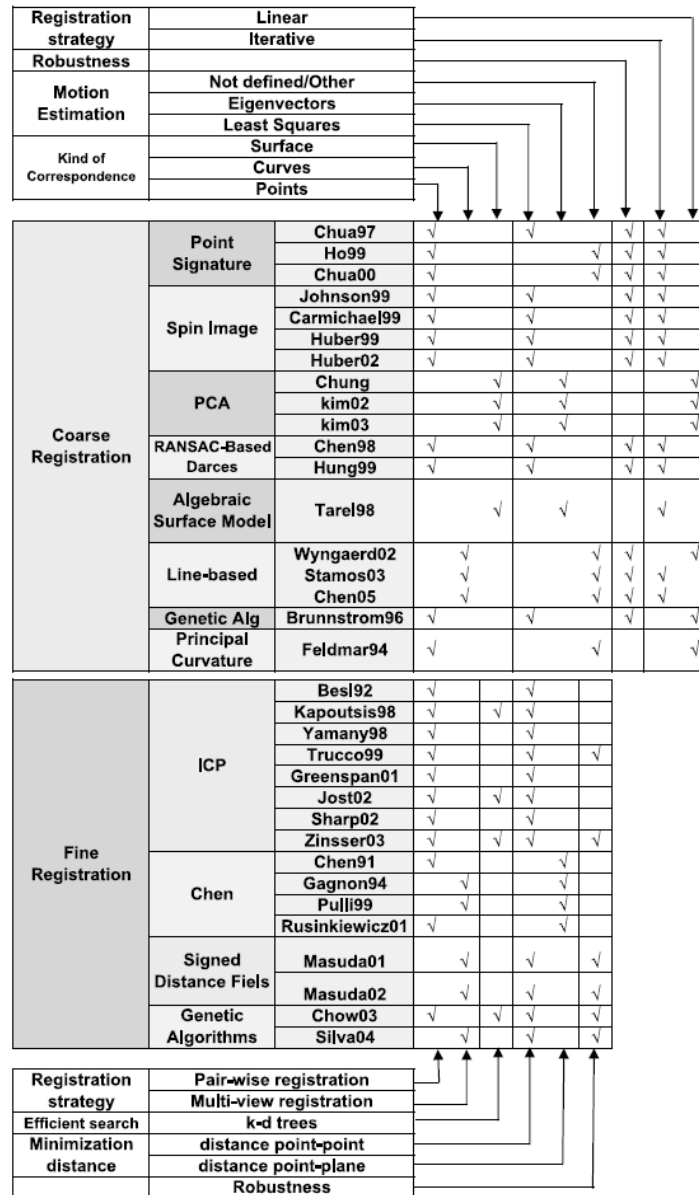 Registration strategy Linear
Iterative
Robustness
Motion Estimation Not defined/Other
Eigenvectors
Least Squares
Kind of Correspondence Surface
Curves
Points
Coarse Registration
Point Signature
Chua97 √ √ √ √
Ho99 √ √ √ √
Chua00 √ √ √ √
Spin Image
Johnson99 √ √ √ √
Carmichael99 √ √ √ √
Huber99 √ √ √ √
Huber02 √ √ √ √
PCA
Chung √ √ √
kim02 √ √ √
kim03 √ √ √
RANSAC-Based Darces
Chen98 √ √ √ √
Hung99 √ √ √ √
Algebraic Surface Model
Tarel98 √ √ √
Line-based
Wyngaerd02 √ √ √ √
Stamos03 √ √ √ √
Chen05 √ √ √ √
Genetic Alg
Brunnstrom96 √ √ √ √
Principal Curvature
Feldmar94 √ √ √
Fine Registration
ICP
Besl92 √ √
Kapoutsis98 √ √ √
Yamany98 √ √
Trucco99 √ √ √
Greenspan01 √ √
Jost02 √ √ √
Sharp02 √ √
Zinsser03 √ √ √ √
Chen
Chen91 √ √
Gagnon94 √ √
Pulli99 √ √
Rusinkiewicz01 √ √
Signed Distance Fiels
Masuda01 √ √ √
Masuda02 √ √ √
Genetic Algorithms
Chow03 √ √ √ √
Silva04 √ √ √
Registration strategy Pair-wise registration
Multi-view registration
Efficient search k-d trees
Minimization distance distance point-point
distance point-plane
Robustness